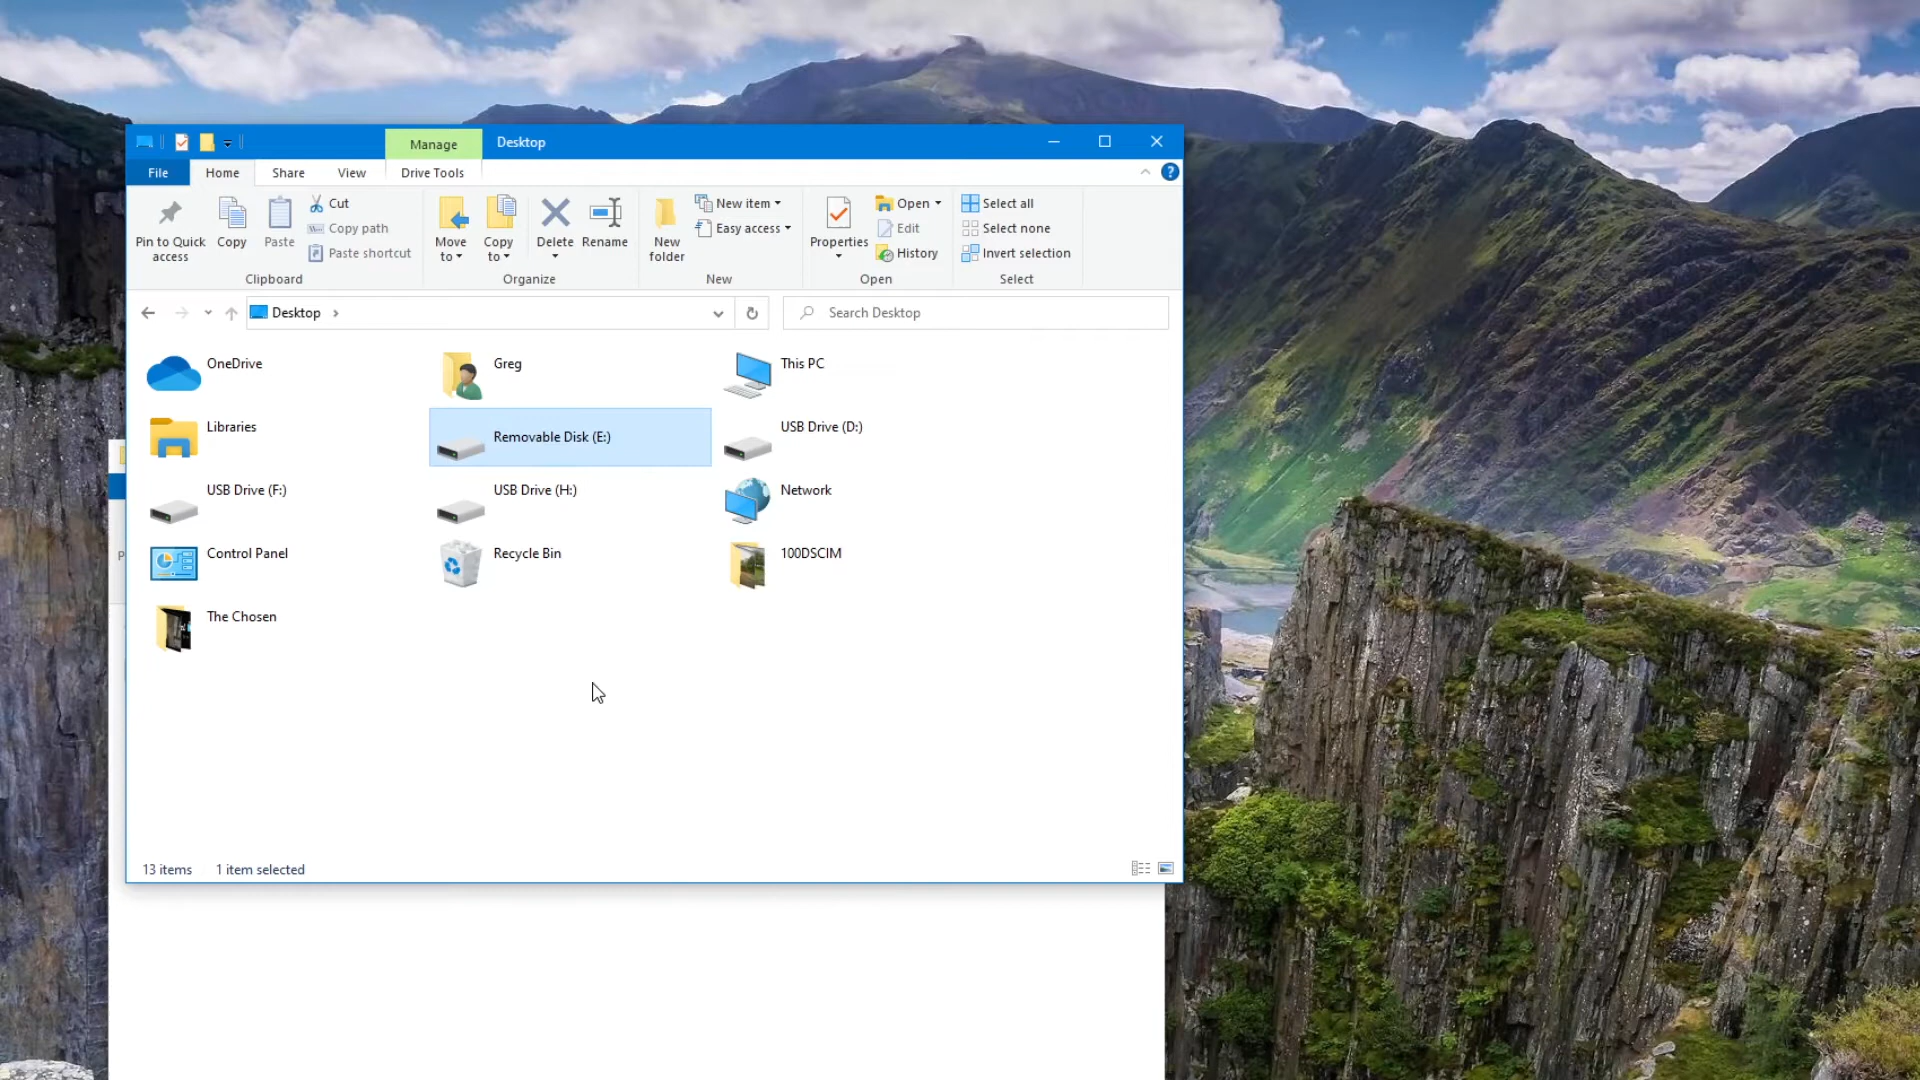 Manage
Desktop
File
Home
Share
View
Drive Tools
?
Pin to Quick
access
Copy
Paste
Cut
Copy path
Paste shortcut
Clipboard
Move
to
Copy
to
Delete
Rename
Organize
New
folder
New item
Easy access
New
Properties
Open
Edit
History
Open
Select all
Select none
Invert selection
Select
Desktop
Search Desktop
OneDrive
Greg
This PC
Libraries
Removable Disk (E:)
USB Drive (D:)
USB Drive (F:)
USB Drive (H:)
Network
Control Panel
Recycle Bin
100DSCIM
The Chosen
13 items
1 item selected